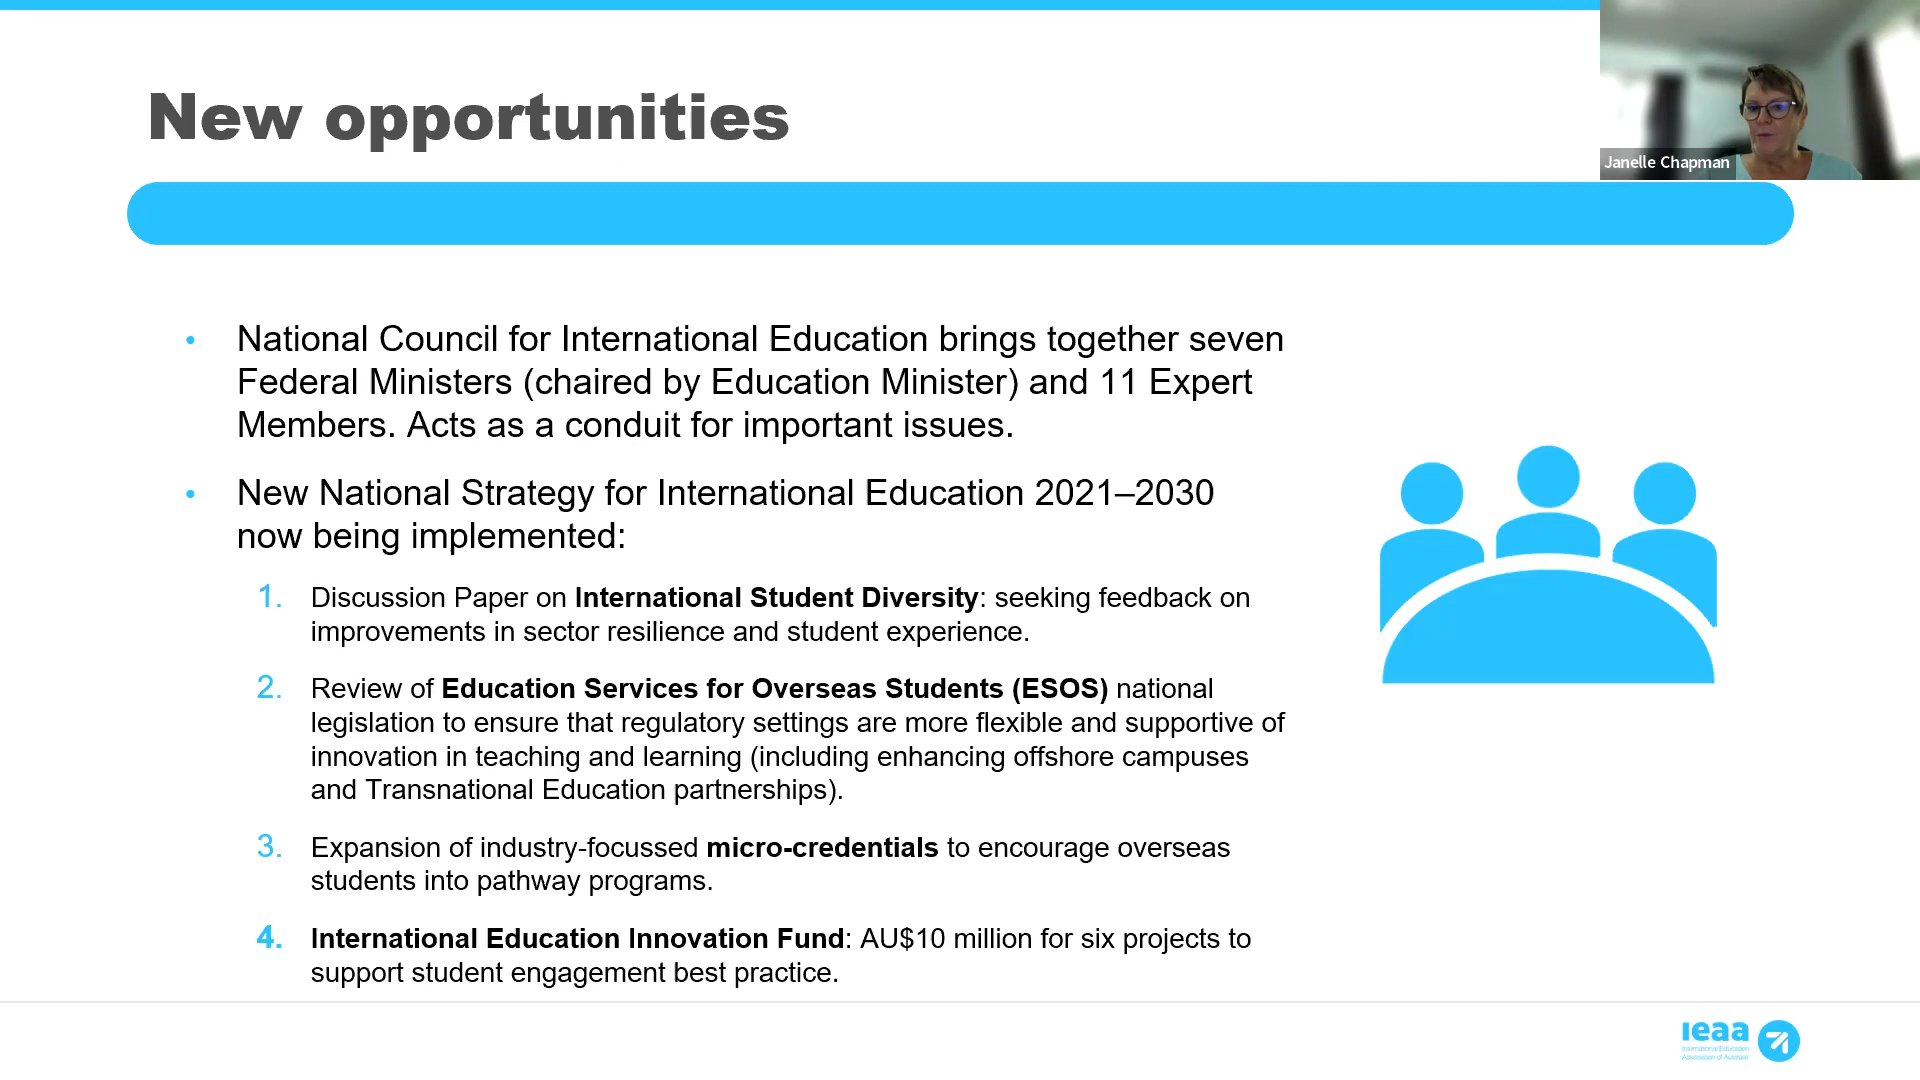 New opportunities
Janelle Chapman
• National Council for International Education brings together seven
Federal Ministers (chaired by Education Minister) and 11 Expert
Members. Acts as a conduit for important issues.
• New National Strategy for International Education 2021–2030
now being implemented:
1. Discussion Paper on International Student Diversity: seeking feedback on
improvements in sector resilience and student experience.
2. Review of Education Services for Overseas Students (ESOS) national
legislation to ensure that regulatory settings are more flexible and supportive of
innovation in teaching and learning (including enhancing offshore campuses
and Transnational Education partnerships).
3. Expansion of industry-focussed micro-credentials to encourage overseas
students into pathway programs.
4. International Education Innovation Fund: AU$10 million for six projects to
support student engagement best practice.
ieaa
International Education
Association of Australia